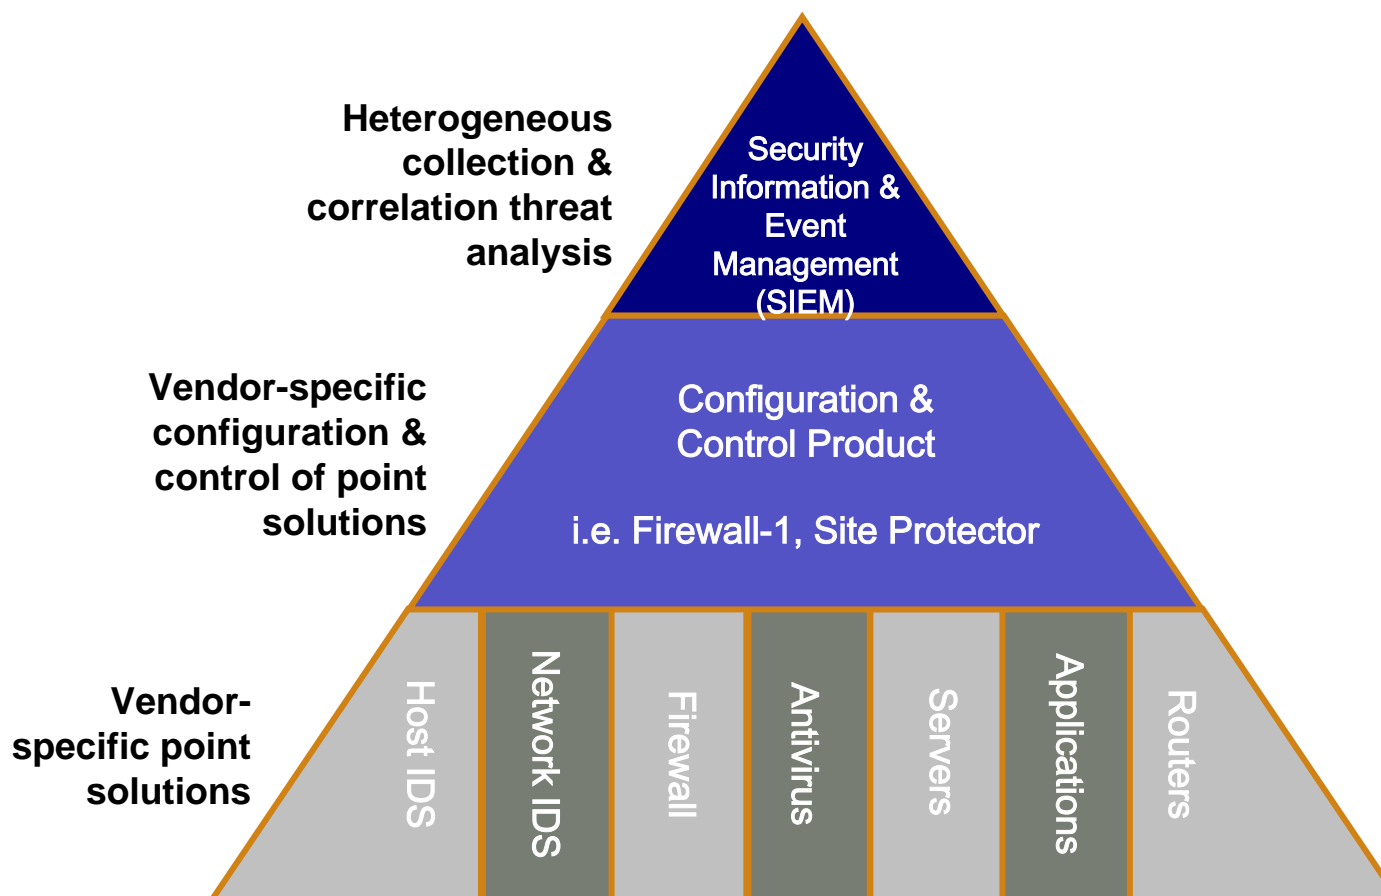 Heterogeneous
collection &
correlation threat
analysis
Security
Information &
Event
Management
(SIEM)
Vendor-specific
configuration &
control of point
solutions
Configuration &
Control Product
i.e. Firewall-1, Site Protector
Vendor-
specific point
solutions
Host IDS
Network IDS
Firewall
Antivirus
Servers
Applications
Routers